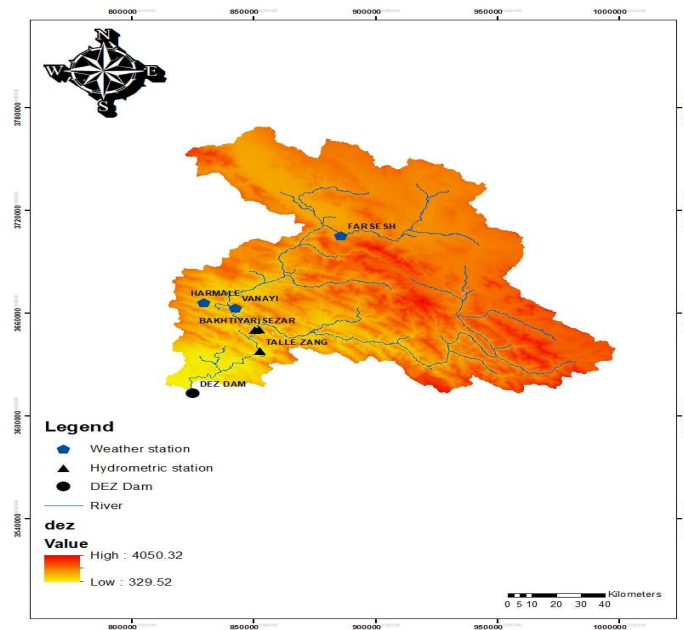 800000 850000 900000 950000 1000000
N
W E
S
3780000
3720000
3660000
3600000
3540000
FARSESH
HARMALE
VANAYI
BAKHTIYARI SEZAR
TALLE ZANG
DEZ DAM
Legend
Weather station
Hydrometric station
DEZ Dam
River
dez
Value
High : 4050.32
Low : 329.52
Kilometers
0 5 10 20 30 40
800000 850000 900000 950000 1000000